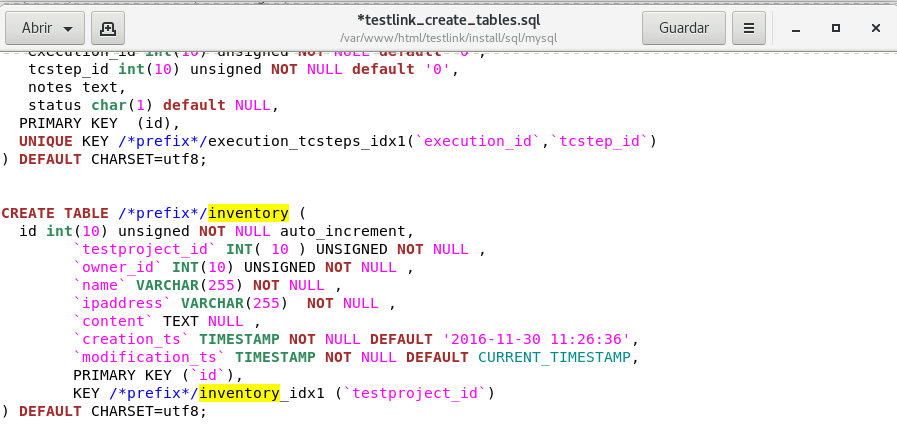 Abrir
*testlink_create_tables.sql
/var/www/html/testlink/install/sql/mysql
Guardar
execution_id int(10) unsigned NOT NULL default '0',
tcstep_id int(10) unsigned NOT NULL default '0',
notes text,
status char(1) default NULL,
PRIMARY KEY  (id),
UNIQUE KEY /*prefix*/execution_tcsteps_idx1(`execution_id`,`tcstep_id`)
) DEFAULT CHARSET=utf8;
CREATE TABLE /*prefix*/inventory (
id int(10) unsigned NOT NULL auto_increment,
`testproject_id` INT( 10 ) UNSIGNED NOT NULL ,
`owner_id` INT(10) UNSIGNED NOT NULL ,
`name` VARCHAR(255) NOT NULL ,
`ipaddress` VARCHAR(255)  NOT NULL ,
`content` TEXT NULL ,
`creation_ts` TIMESTAMP NOT NULL DEFAULT '2016-11-30 11:26:36',
`modification_ts` TIMESTAMP NOT NULL DEFAULT CURRENT_TIMESTAMP,
PRIMARY KEY (`id`),
KEY /*prefix*/inventory_idx1 (`testproject_id`)
) DEFAULT CHARSET=utf8;